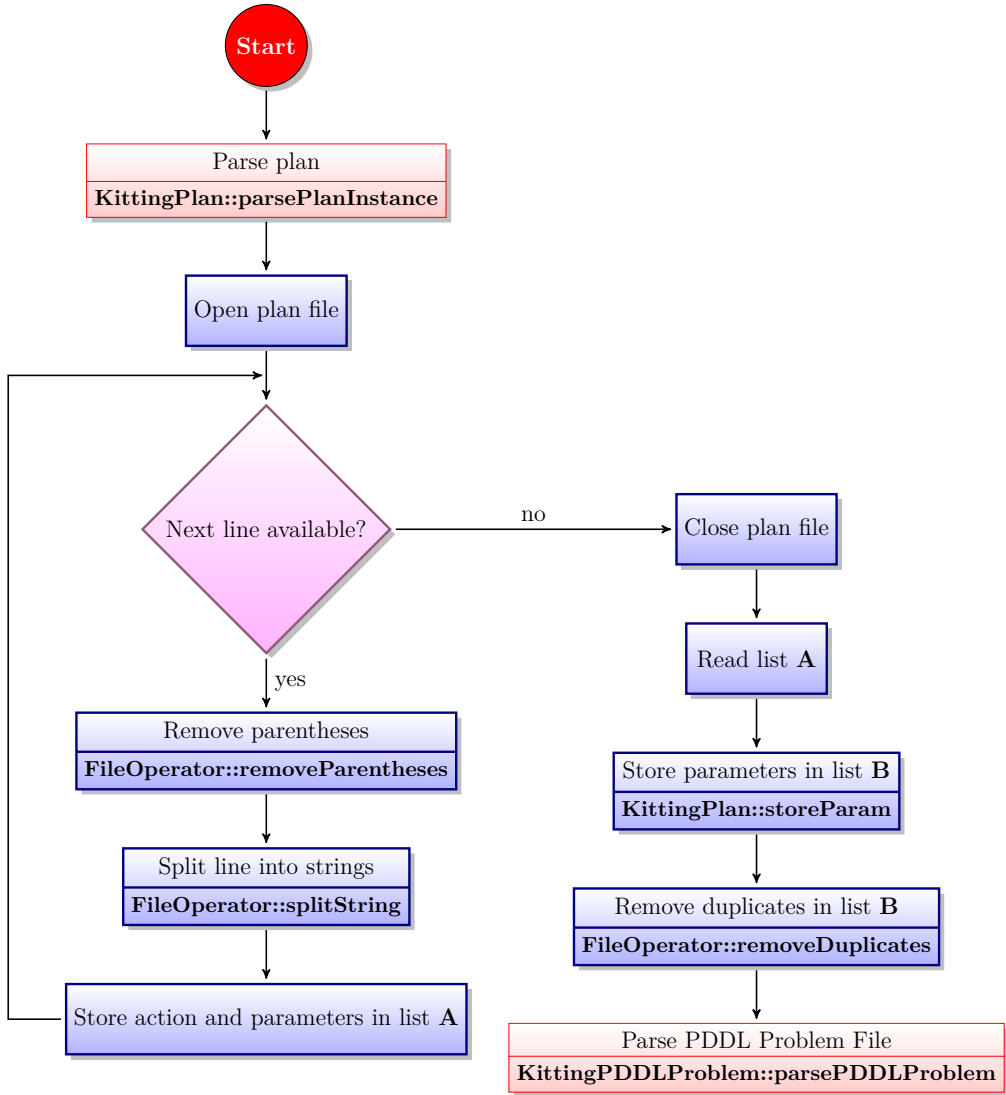 Start
Parse plan
KittingPlan::parsePlanInstance
Open plan file
Next line available?
no
yes
Remove parentheses
FileOperator::removeParentheses
Split line into strings
FileOperator::splitString
Store action and parameters in list A
Close plan file
Read list A
Store parameters in list B
KittingPlan::storeParam
Remove duplicates in list B
FileOperator::removeDuplicates
Parse PDDL Problem File
KittingPDDLProblem::parsePDDLProblem